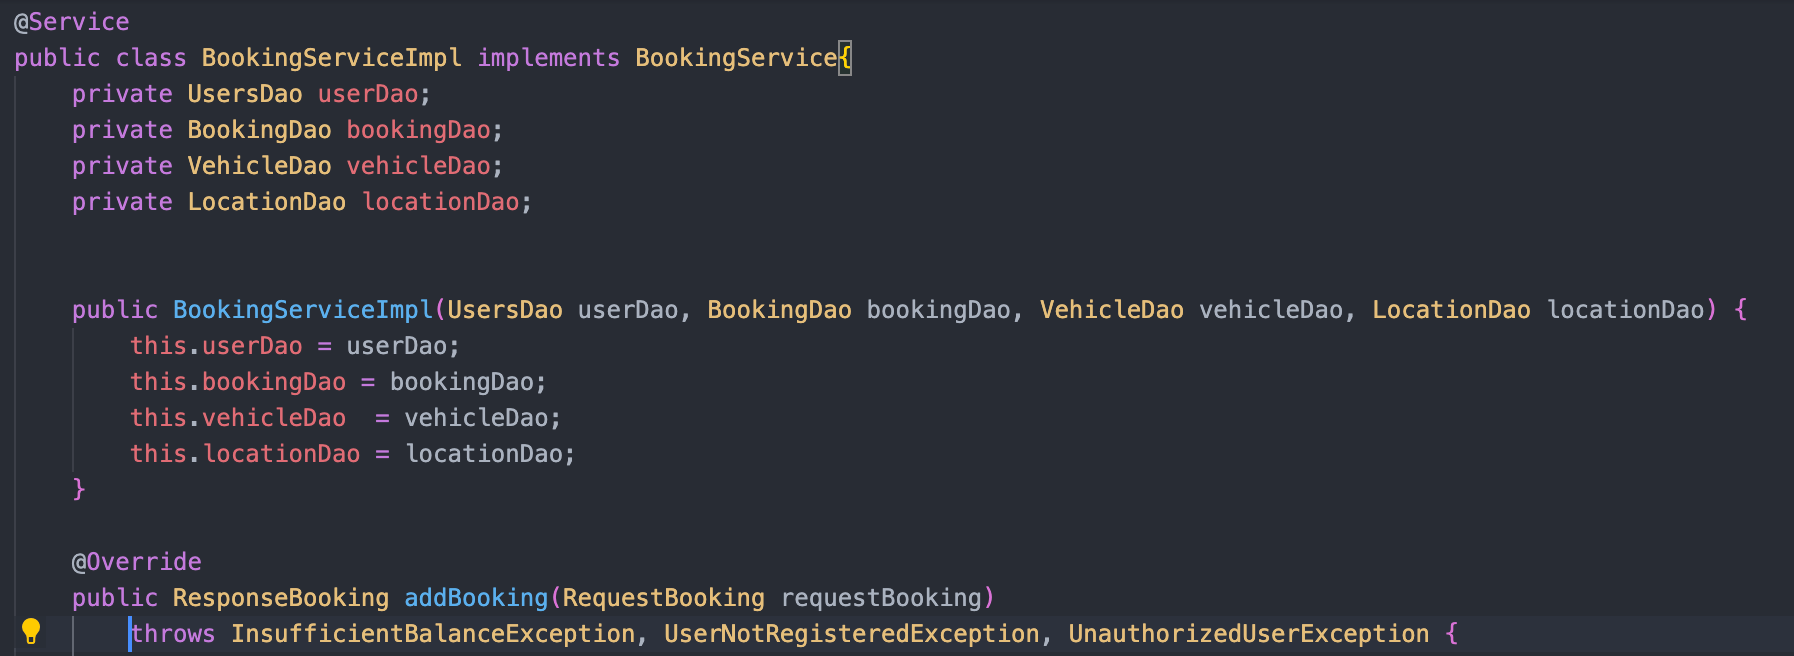 @Service
public class BookingServiceImpl implements BookingService{
    private UsersDao userDao;
    private BookingDao bookingDao;
    private VehicleDao vehicleDao;
    private LocationDao locationDao;
    public BookingServiceImpl(UsersDao userDao, BookingDao bookingDao, VehicleDao vehicleDao, LocationDao locationDao) {
        this.userDao = userDao;
        this.bookingDao = bookingDao;
        this.vehicleDao  = vehicleDao;
        this.locationDao = locationDao;
    }
    @Override
    public ResponseBooking addBooking(RequestBooking requestBooking)
        throws InsufficientBalanceException, UserNotRegisteredException, UnauthorizedUserException {